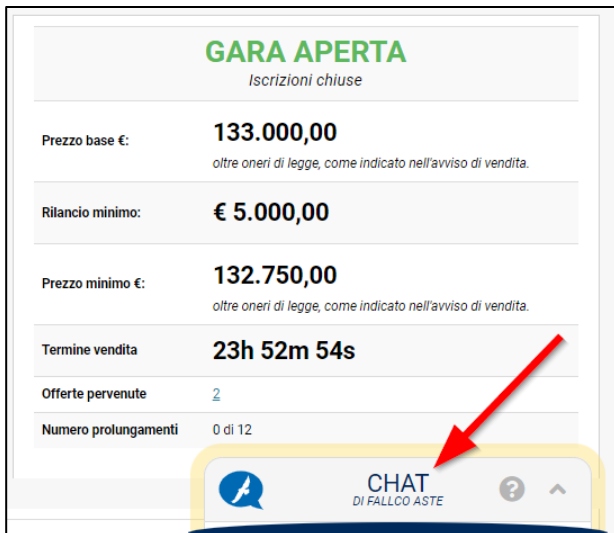 GARA APERTA
Iscrizioni chiuse
Prezzo base €: 133.000,00
oltre oneri di legge, come indicato nell'avviso di vendita.
Rilancio minimo: € 5.000,00
Prezzo minimo €: 132.750,00
oltre oneri di legge, come indicato nell'avviso di vendita.
Termine vendita 23h 52m 54s
Offerte pervenute 2
Numero prolungamenti 0 di 12
CHAT ?
DI FALLCO ASTE